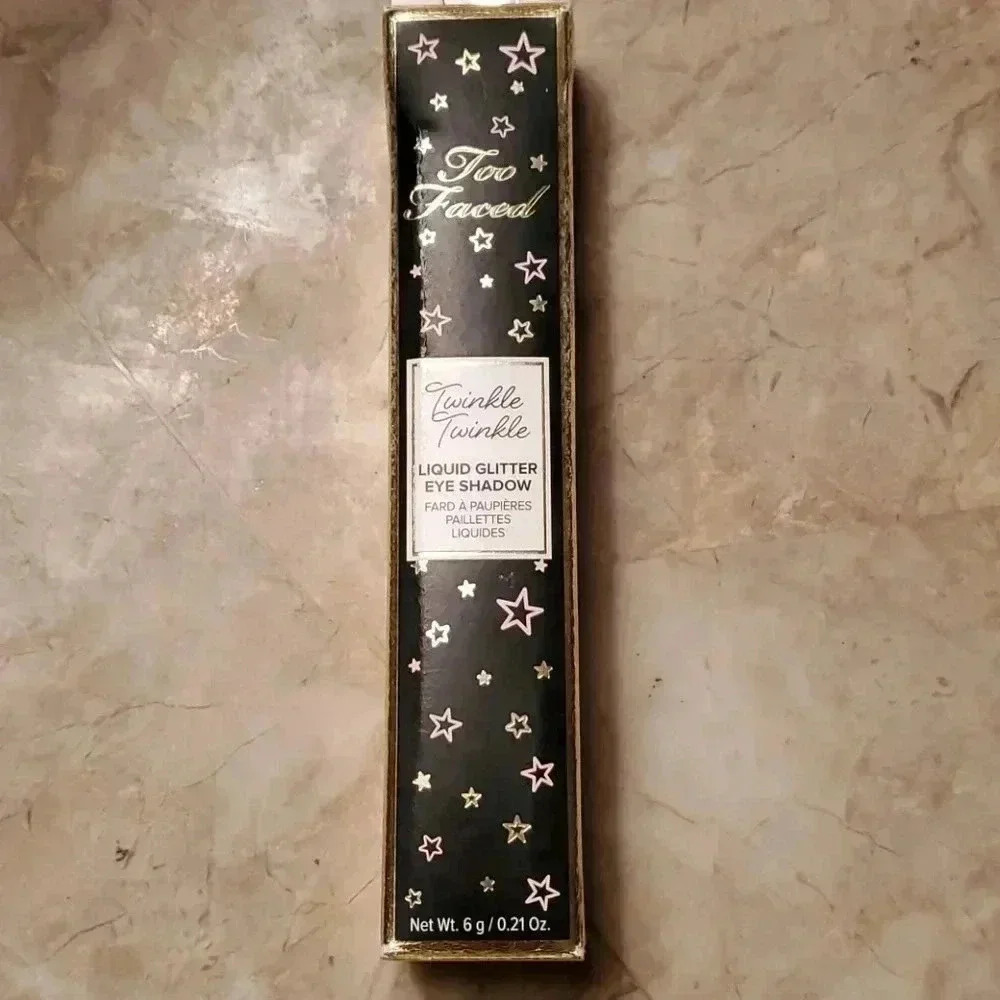 Too
Faced
Twinkle
Twinkle
LIQUID GLITTER
EYE SHADOW
FARD À PAUPIÈRES
PAILLETTES
LIQUIDES
Net Wt. 6 g / 0.21 Oz.